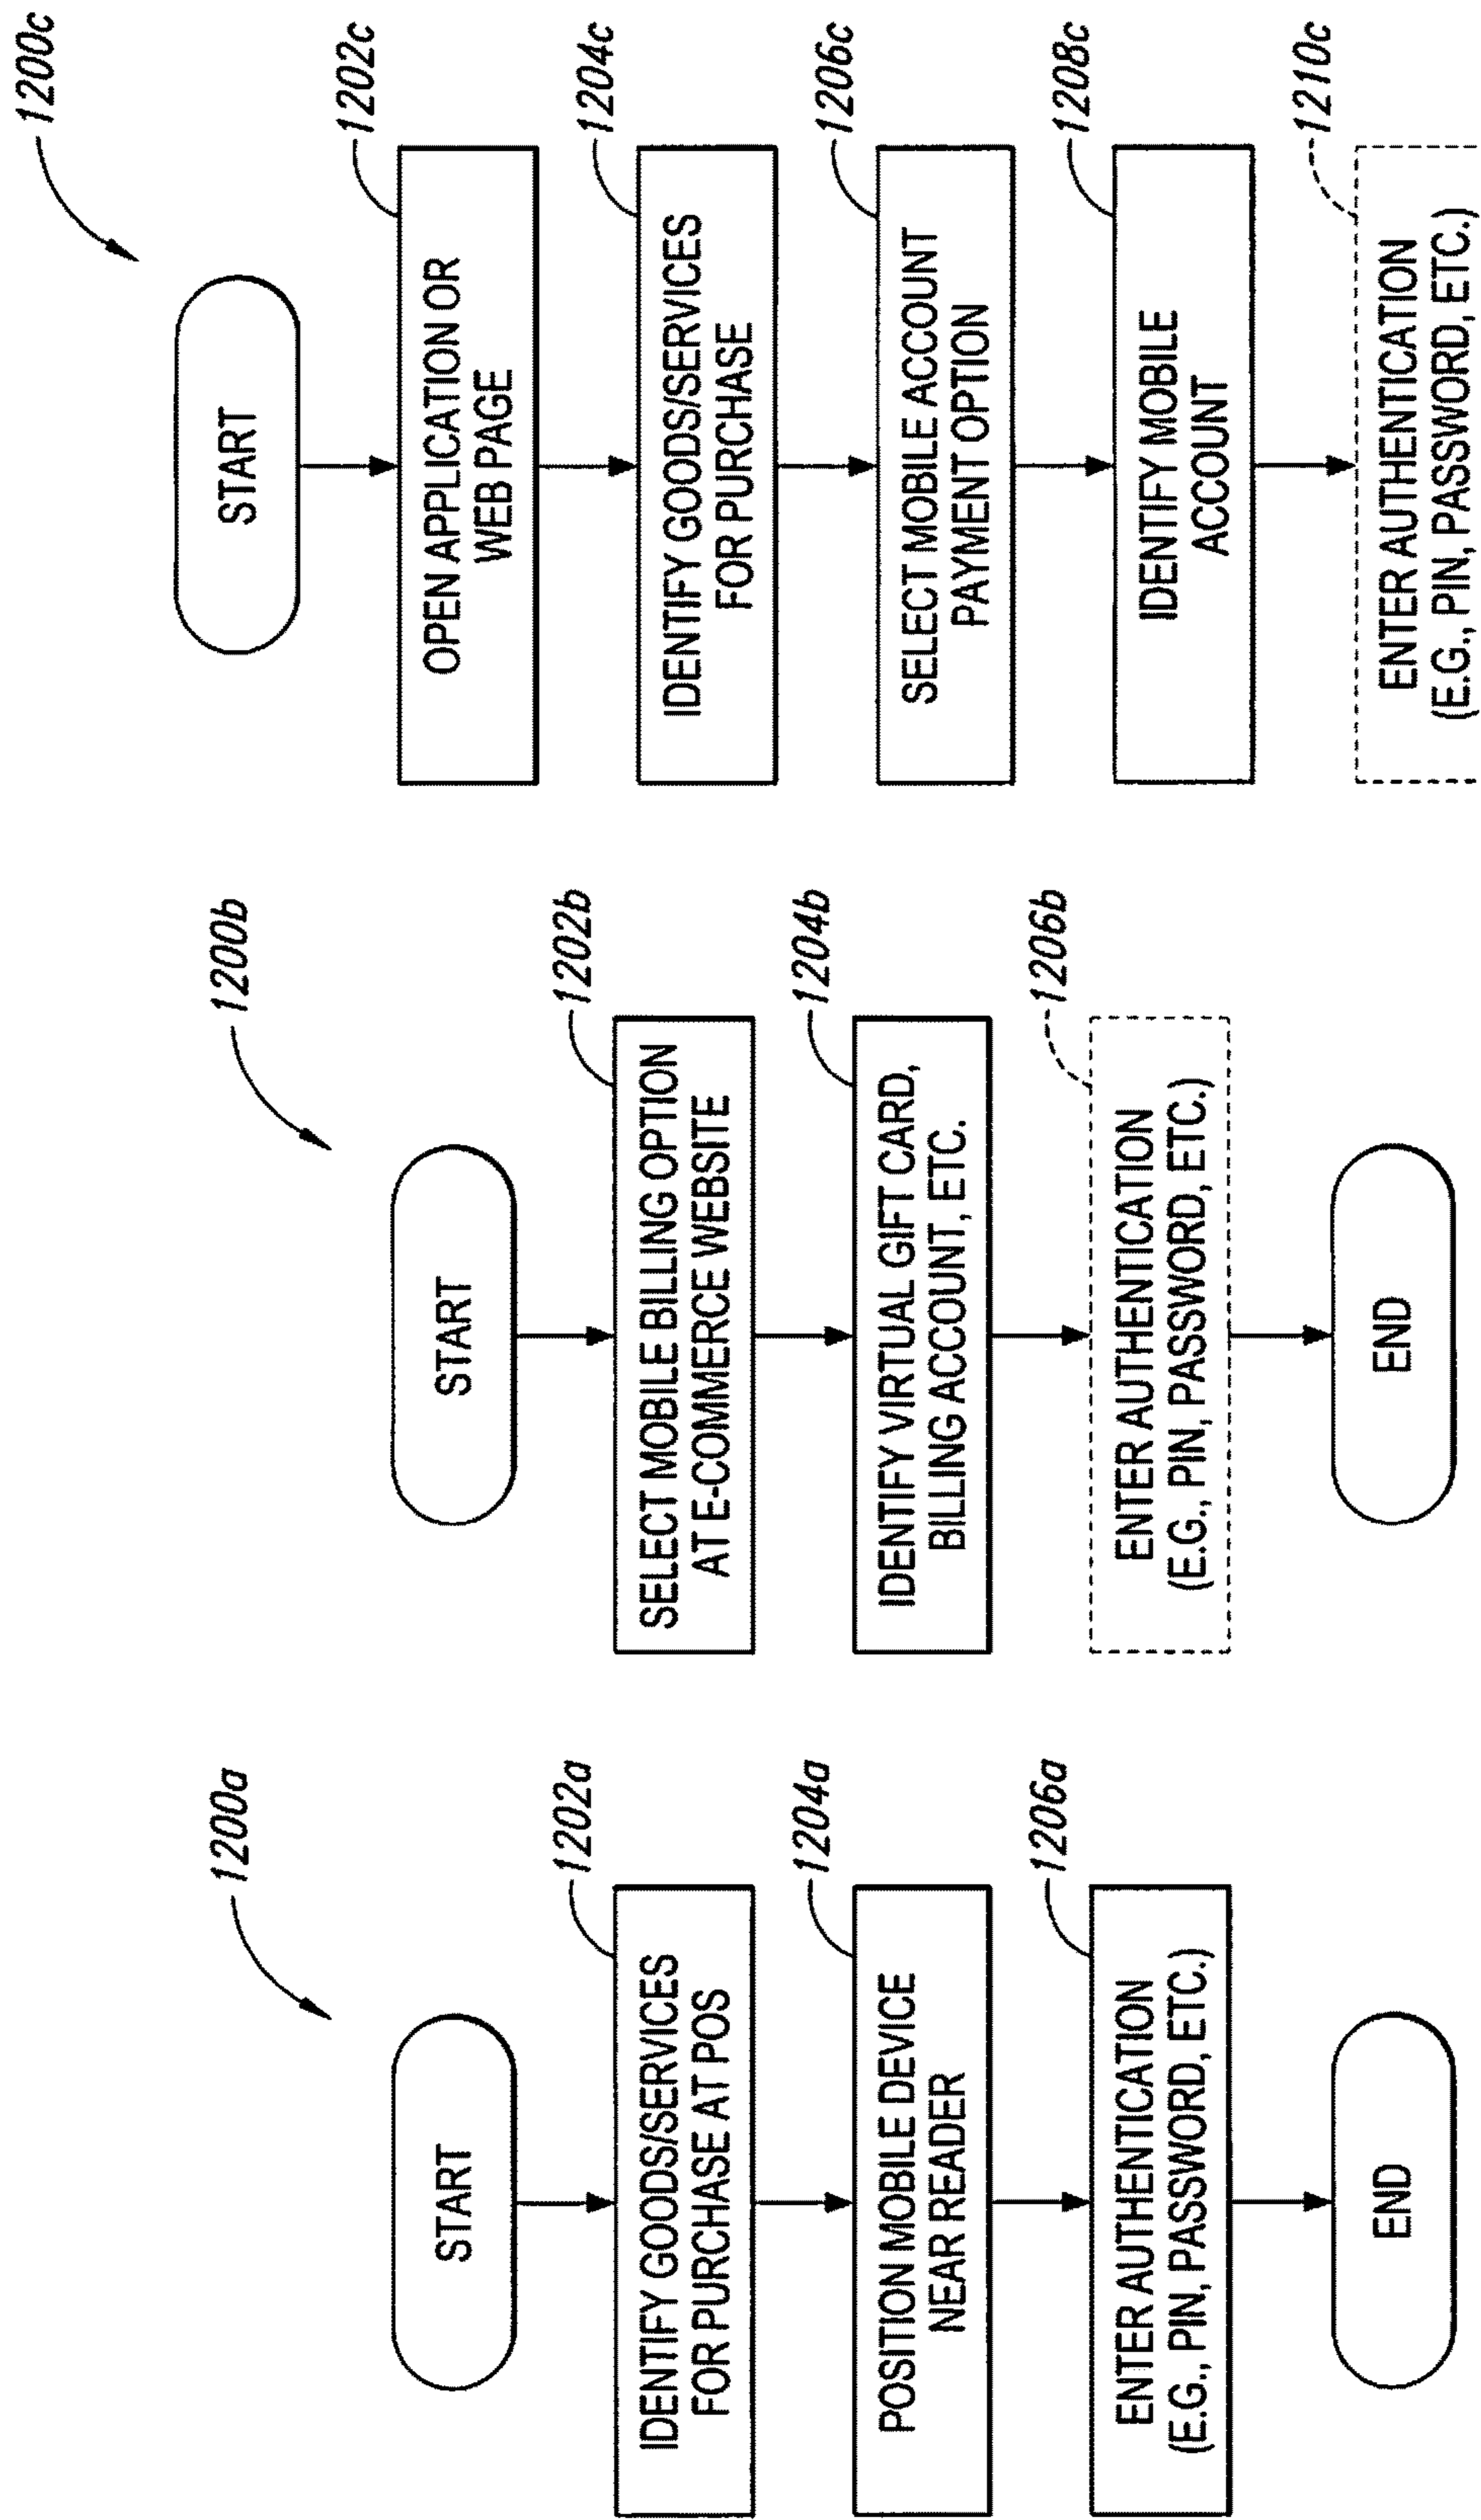 1200a
START
1202a
IDENTIFY GOODS/SERVICES
FOR PURCHASE AT POS
1204a
POSITION MOBILE DEVICE
NEAR READER
1206a
ENTER AUTHENTICATION
(E.G., PIN, PASSWORD, ETC.)
END
1200b
START
1202b
SELECT MOBILE BILLING OPTION
AT E-COMMERCE WEBSITE
1204b
IDENTIFY VIRTUAL GIFT CARD,
BILLING ACCOUNT, ETC.
1206b
ENTER AUTHENTICATION
(E.G., PIN, PASSWORD, ETC.)
END
1200c
START
1202c
OPEN APPLICATION OR
WEB PAGE
1204c
IDENTIFY GOODS/SERVICES
FOR PURCHASE
1206c
SELECT MOBILE ACCOUNT
PAYMENT OPTION
1208c
IDENTIFY MOBILE
ACCOUNT
1210c
ENTER AUTHENTICATION
(E.G., PIN, PASSWORD, ETC.)